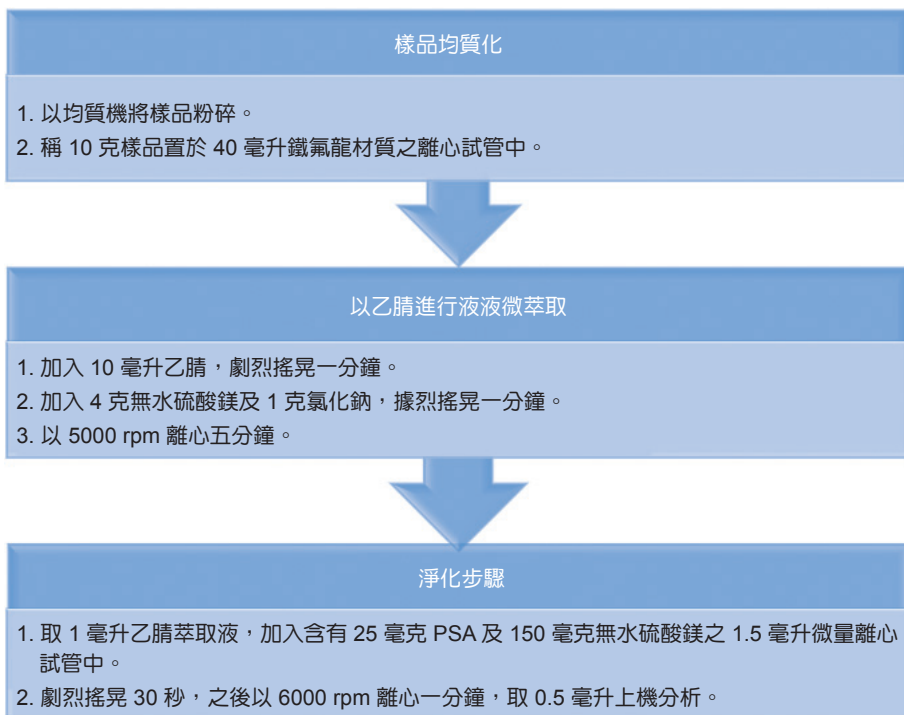 樣品均質化
1. 以均質機將樣品粉碎。
2. 稱 10 克樣品置於 40 毫升鐵氟龍材質之離心試管中。
以乙腈進行液液微萃取
1. 加入 10 毫升乙腈，劇烈搖晃一分鐘。
2. 加入 4 克無水硫酸鎂及 1 克氯化鈉，據烈搖晃一分鐘。
3. 以 5000 rpm 離心五分鐘。
淨化步驟
1. 取 1 毫升乙腈萃取液，加入含有 25 毫克 PSA 及 150 毫克無水硫酸鎂之 1.5 毫升微量離心
試管中。
2. 劇烈搖晃 30 秒，之後以 6000 rpm 離心一分鐘，取 0.5 毫升上機分析。